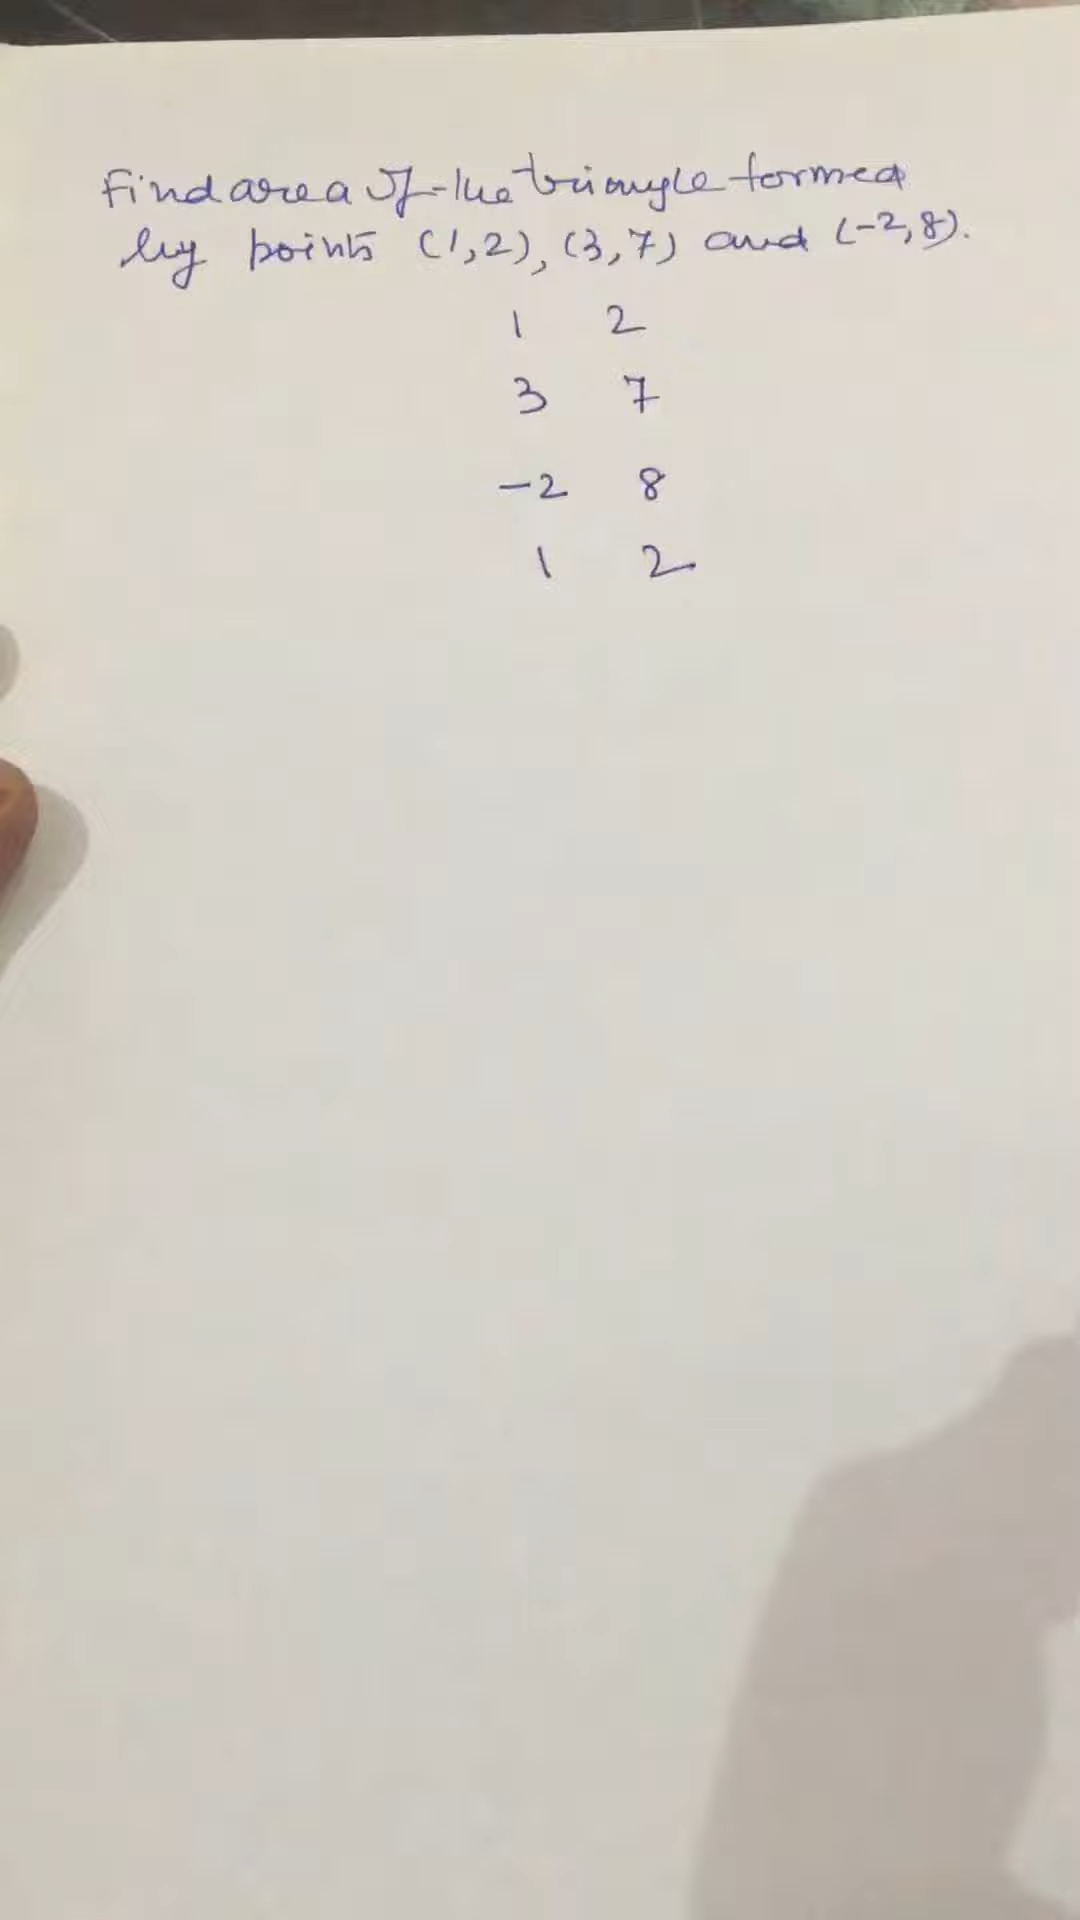 Find area of the triangle formed
by points (1,2), (3,7) and (-2,8).
1 2
3 7
-2 8
1 2